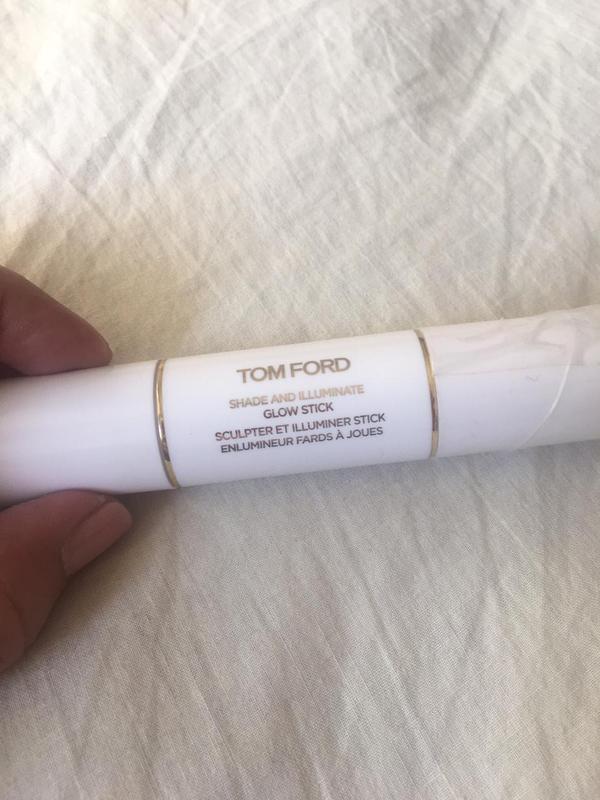 TOM FORD
SHADE AND ILLUMINATE
GLOW STICK
SCULPTER ET ILLUMINER STICK
ENLUMINEUR FARDS À JOUES